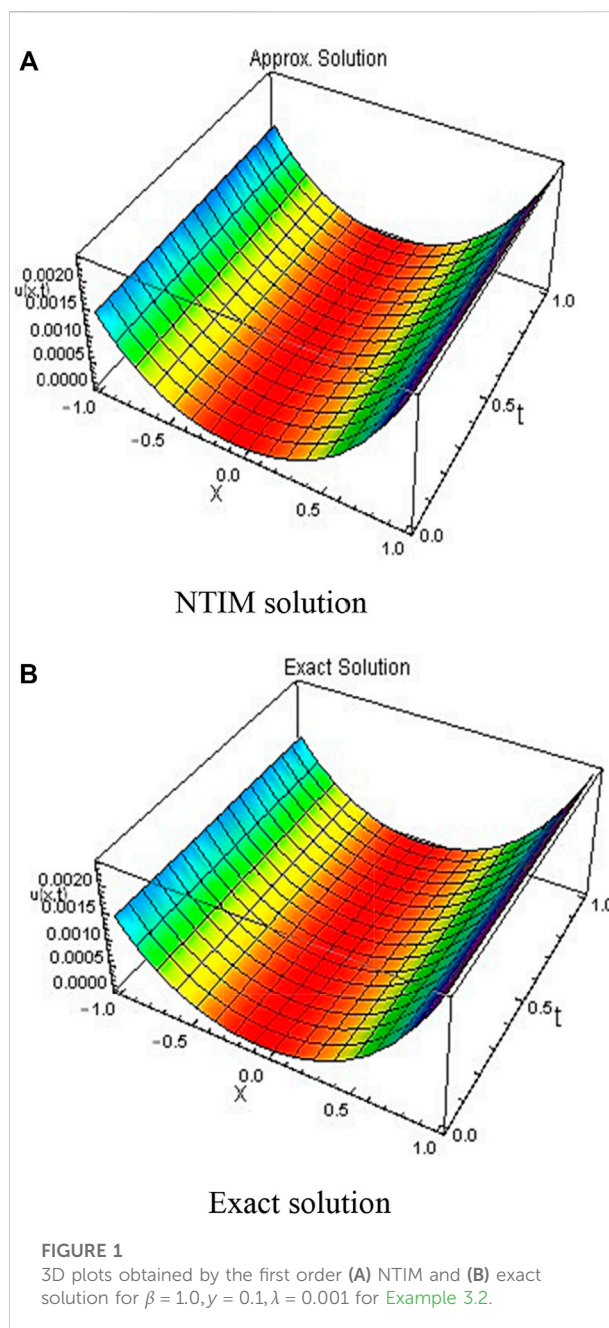 A
Approx. Solution
0.0020
u(x,t)
0.0015
0.0010
0.0005
0.0000
-1.0
-0.5
0.0
X
0.5
1.0
0.0
0.5
t
1.0
NTIM solution
B
Exact Solution
0.0020
u(x,t)
0.0015
0.0010
0.0005
0.0000
-1.0
-0.5
0.0
X
0.5
1.0
0.0
0.5
t
1.0
Exact solution
FIGURE 1
3D plots obtained by the first order (A) NTIM and (B) exact
solution for β = 1.0, y = 0.1, λ = 0.001 for Example 3.2.